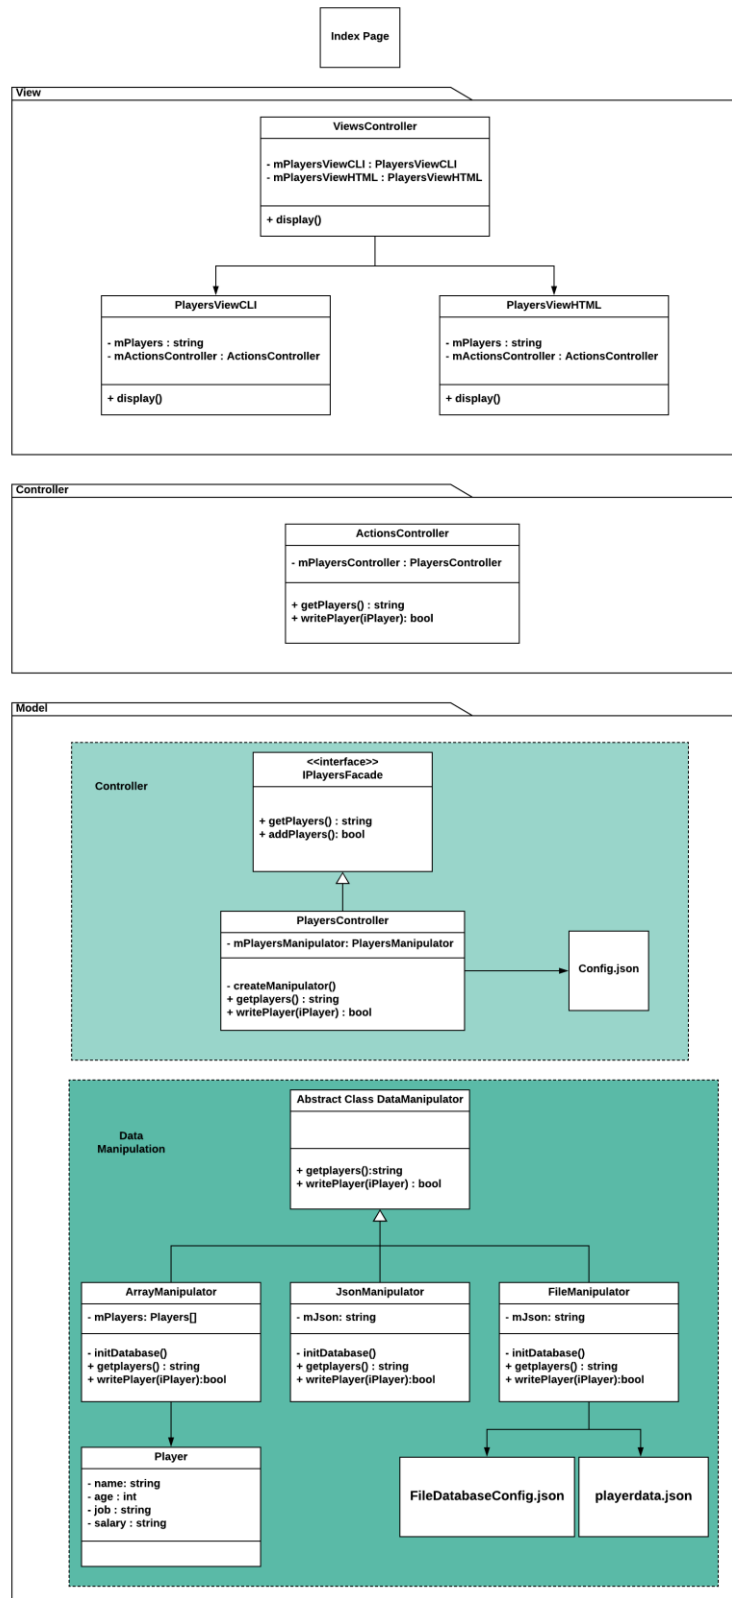 Index Page
View
ViewsController
- mPlayersViewCLI : PlayersViewCLI
- mPlayersViewHTML : PlayersViewHTML
+ display()
PlayersViewCLI
- mPlayers : string
- mActionsController : ActionsController
+ display()
PlayersViewHTML
- mPlayers : string
- mActionsController : ActionsController
+ display()
Controller
ActionsController
- mPlayersController : PlayersController
+ getPlayers() : string
+ writePlayer(iPlayer): bool
Model
Controller
<<interface>>
IPlayersFacade
+ getPlayers() : string
+ addPlayers(): bool
PlayersController
- mPlayersManipulator: PlayersManipulator
- createManipulator()
+ getplayers() : string
+ writePlayer(iPlayer) : bool
Config.json
Data
Manipulation
Abstract Class DataManipulator
+ getplayers():string
+ writePlayer(iPlayer) : bool
ArrayManipulator
- mPlayers: Players[]
- initDatabase()
+ getplayers() : string
+ writePlayer(iPlayer):bool
JsonManipulator
- mJson: string
- initDatabase()
+ getplayers() : string
+ writePlayer(iPlayer):bool
FileManipulator
- mJson: string
- initDatabase()
+ getplayers() : string
+ writePlayer(iPlayer):bool
Player
- name: string
- age : int
- job : string
- salary : string
FileDatabaseConfig.json
playerdata.json